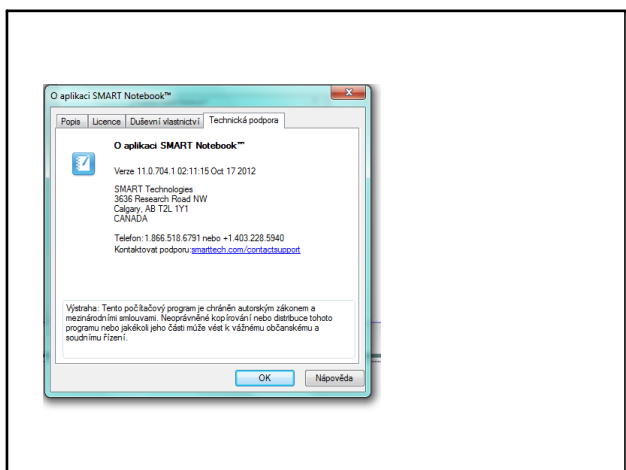 O aplikaci SMART Notebook™
Popis Licence Duševní vlastnictví Technická podpora
O aplikaci SMART Notebook™
Verze 11.0.704.1 02:11:15 Oct 17 2012
SMART Technologies
3636 Research Road NW
Calgary, AB T2L 1Y1
CANADA
Telefon: 1.866.518.6791 nebo +1.403.228.5940
Kontaktovat podporu:smarttech.com/contactsupport
Výstraha: Tento počítačový program je chráněn autorským zákonem a
mezinárodními smlouvami. Neoprávněné kopírování nebo distribuce tohoto
programu nebo jakékoli jeho části může vést k vážnému občanskému a
soudnímu řízení.
OK Nápověda